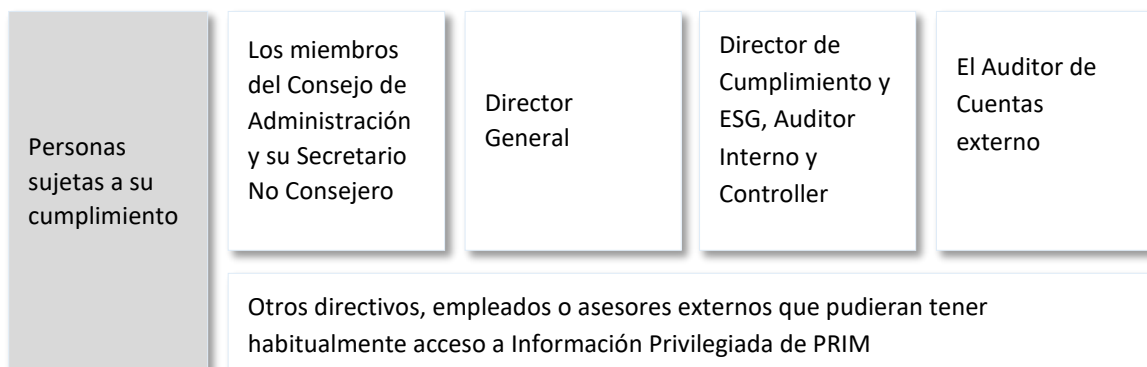 Personas
sujetas a su
cumplimiento
Los miembros
del Consejo de
Administración
y su Secretario
No Consejero
Director
General
Director de
Cumplimiento y
ESG, Auditor
Interno y
Controller
El Auditor de
Cuentas
externo
Otros directivos, empleados o asesores externos que pudieran tener
habitualmente acceso a Información Privilegiada de PRIM